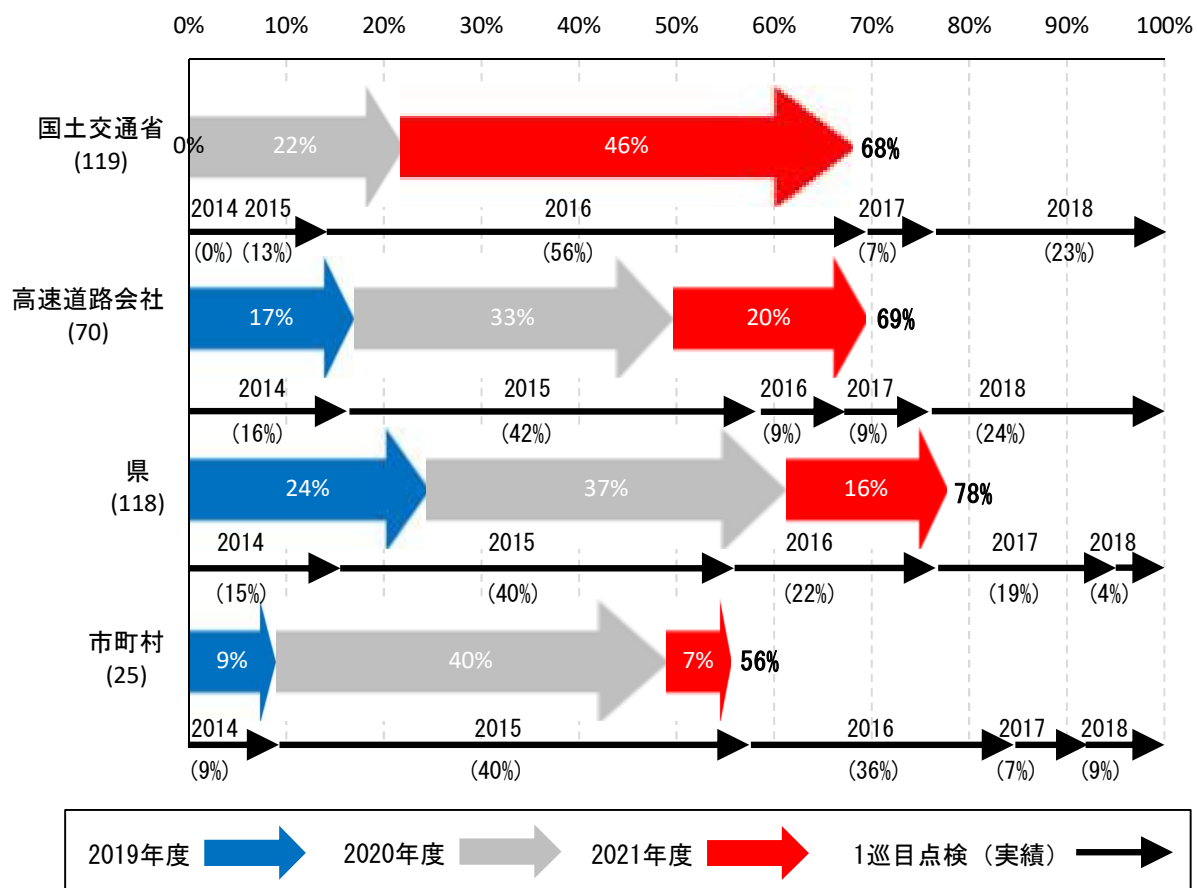 0% 10% 20% 30% 40% 50% 60% 70% 80% 90% 100%
国土交通省
(119)
0% 22% 46% 68%
2014 2015 2016 2017 2018
(0%) (13%) (56%) (7%) (23%)
高速道路会社
(70)
17% 33% 20% 69%
2014 2015 2016 2017 2018
(16%) (42%) (9%) (9%) (24%)
県
(118)
24% 37% 16% 78%
2014 2015 2016 2017 2018
(15%) (40%) (22%) (19%) (4%)
市町村
(25)
9% 40% 7% 56%
2014 2015 2016 2017 2018
(9%) (40%) (36%) (7%) (9%)
2019年度 2020年度 2021年度 1巡目点検（実績）